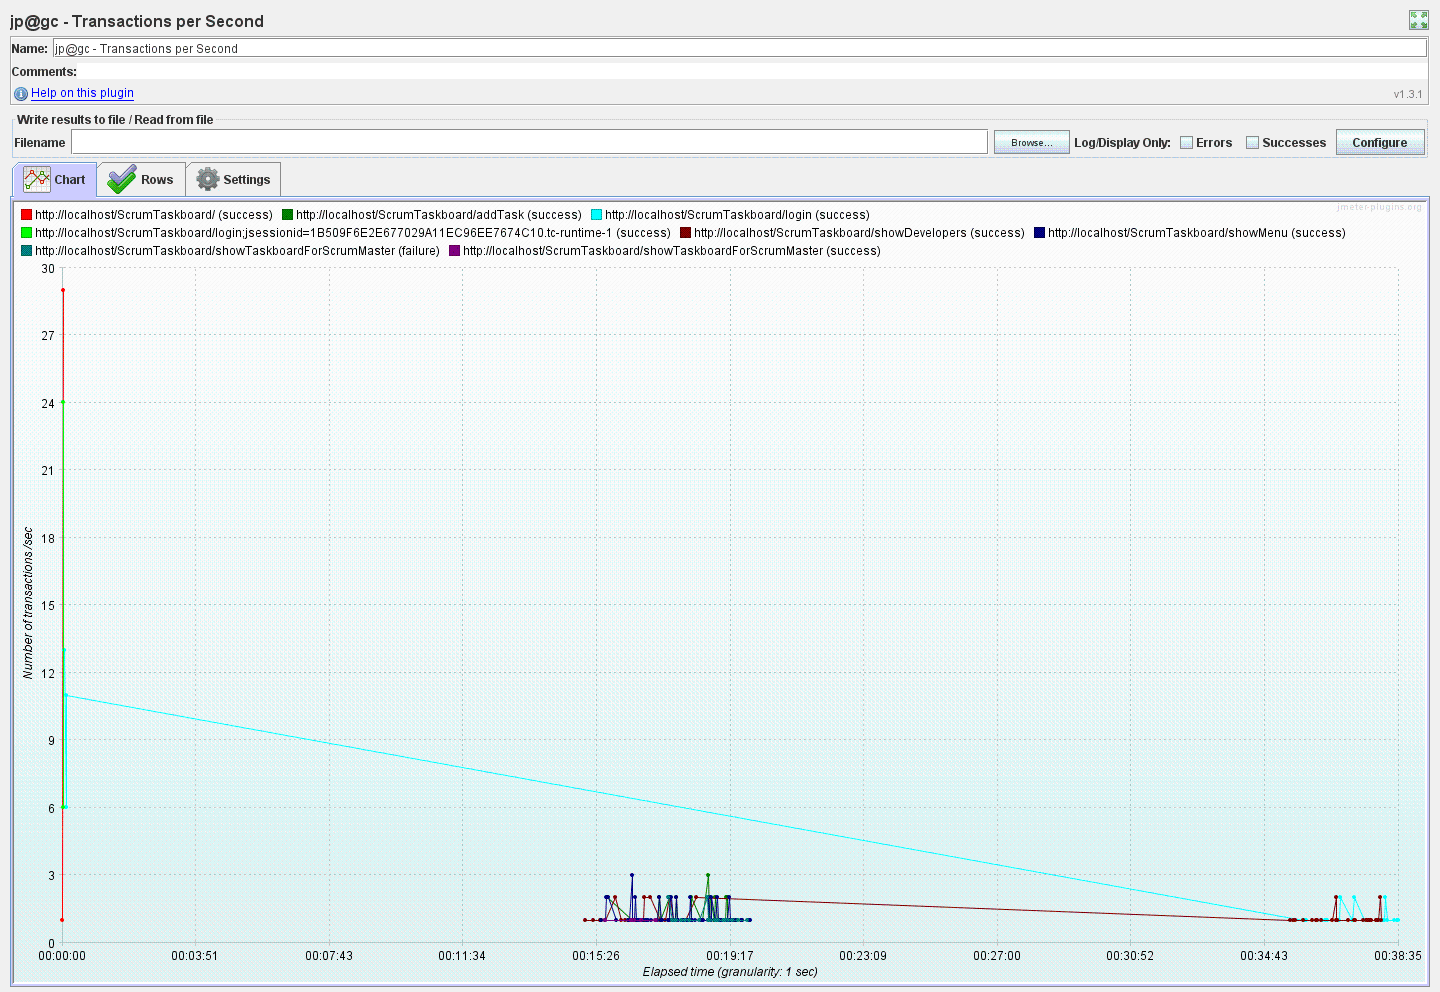 jp@gc - Transactions per Second
Name: jp@gc - Transactions per Second
Comments:
Help on this plugin
v1.3.1
Write results to file / Read from file
Filename Browse... Log/Display Only: Errors Successes Configure
Chart Rows Settings
jmeter-plugins.org
http://localhost/ScrumTaskboard/ (success) http://localhost/ScrumTaskboard/addTask (success) http://localhost/ScrumTaskboard/login (success)
http://localhost/ScrumTaskboard/login;jsessionid=1B509F6E2E677029A11EC96EE7674C10.tc-runtime-1 (success) http://localhost/ScrumTaskboard/showDevelopers (success) http://localhost/ScrumTaskboard/showMenu (success)
http://localhost/ScrumTaskboard/showTaskboardForScrumMaster (failure) http://localhost/ScrumTaskboard/showTaskboardForScrumMaster (success)
30
27
24
21
18
15
12
9
6
3
0
Number of transactions /sec
00:00:00 00:03:51 00:07:43 00:11:34 00:15:26 00:19:17 00:23:09 00:27:00 00:30:52 00:34:43 00:38:35
Elapsed time (granularity: 1 sec)